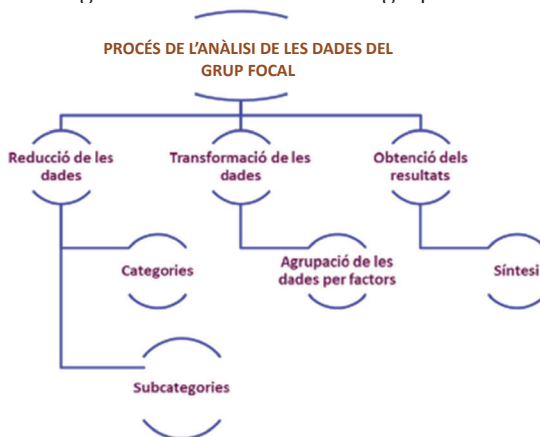 PROCÉS DE L'ANÀLISI DE LES DADES DEL
GRUP FOCAL
Reducció de les
dades
Transformació de les
dades
Obtenció dels
resultats
Categories
Agrupació de les
dades per factors
Síntesi
Subcategories